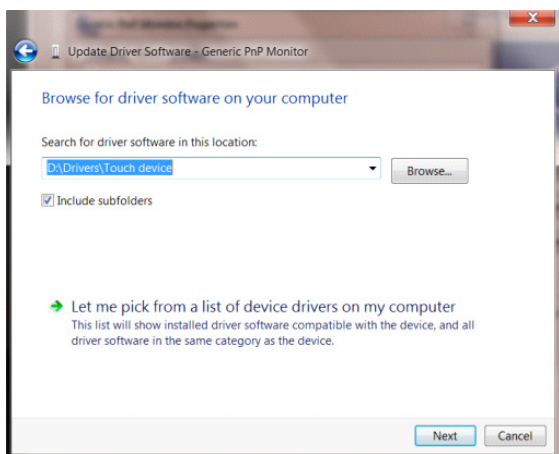 Update Driver Software - Generic PnP Monitor
Browse for driver software on your computer
Search for driver software in this location:
D:\Drivers\Touch device
Browse...
Include subfolders
Let me pick from a list of device drivers on my computer
This list will show installed driver software compatible with the device, and all
driver software in the same category as the device.
Next
Cancel